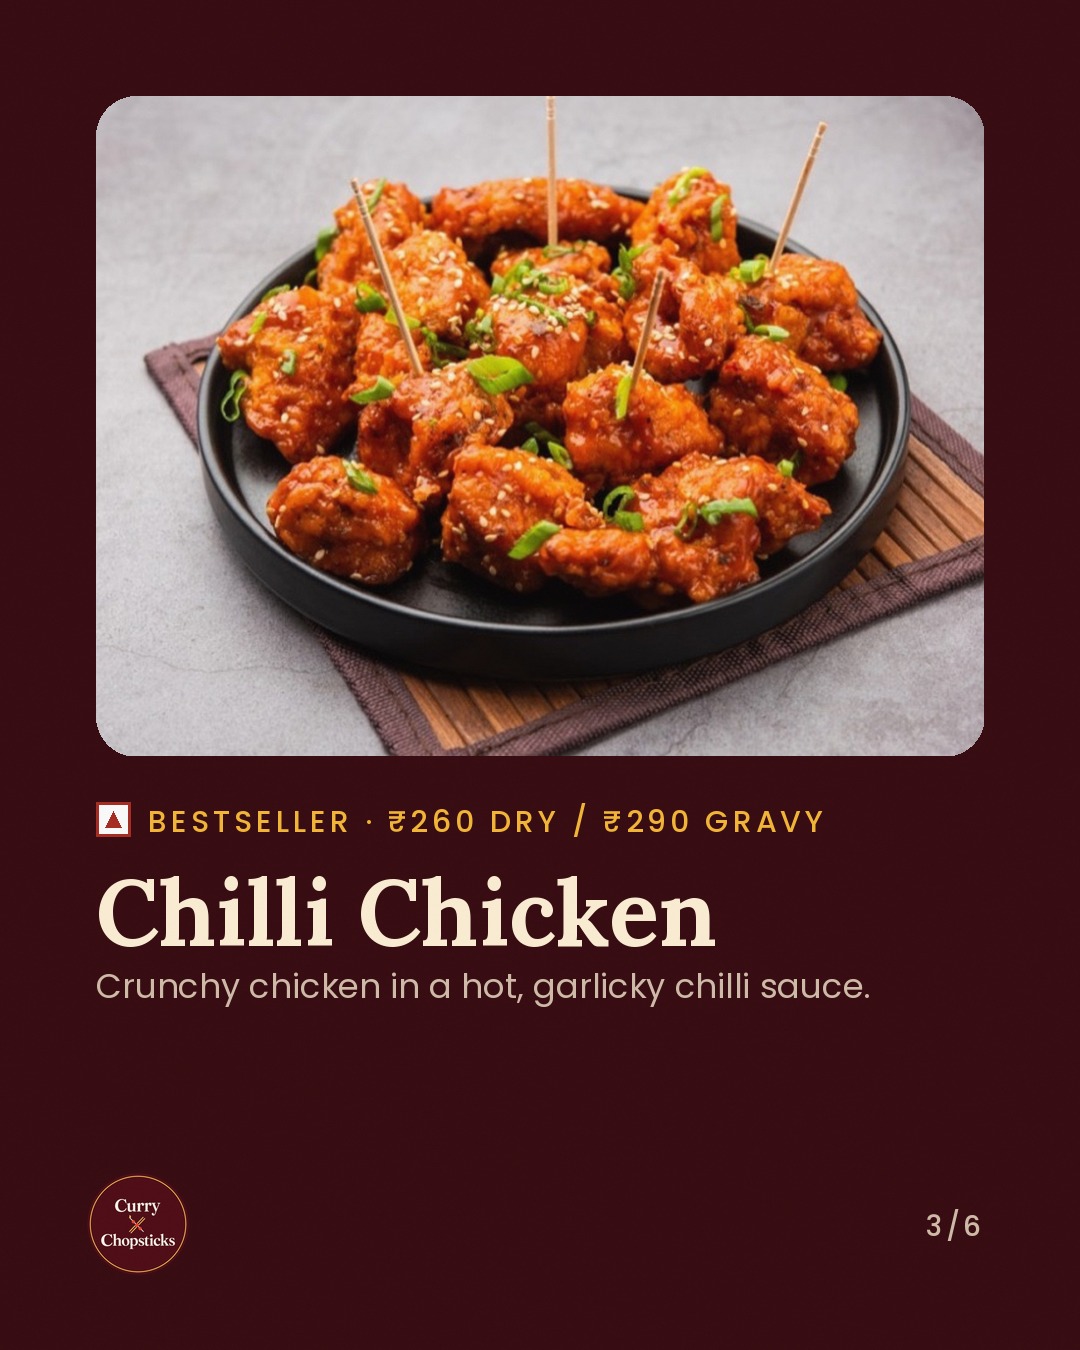 BESTSELLER · ₹260 DRY / ₹290 GRAVY
Chilli Chicken
Crunchy chicken in a hot, garlicky chilli sauce.
Curry
Chopsticks
3/6